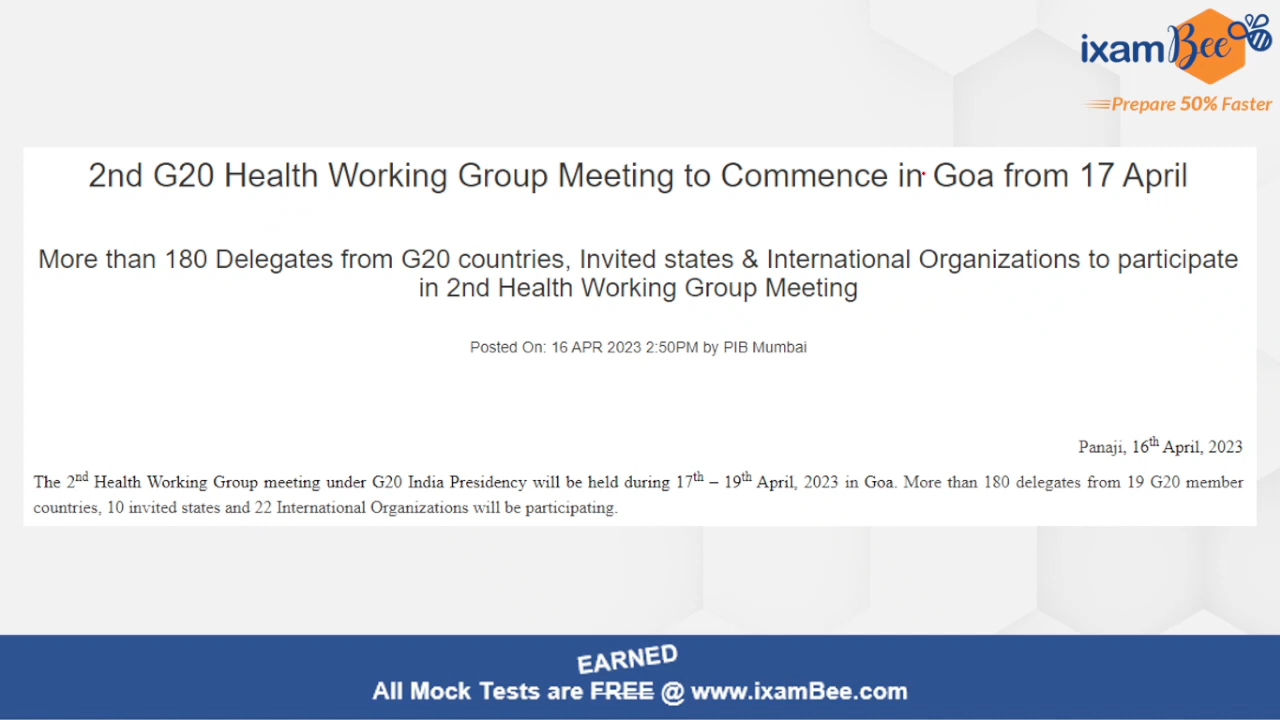 ixamBee
Prepare 50% Faster
2nd G20 Health Working Group Meeting to Commence in Goa from 17 April
More than 180 Delegates from G20 countries, Invited states & International Organizations to participate
in 2nd Health Working Group Meeting
Posted On: 16 APR 2023 2:50PM by PIB Mumbai
Panaji, 16th April, 2023
The 2nd Health Working Group meeting under G20 India Presidency will be held during 17th – 19th April, 2023 in Goa. More than 180 delegates from 19 G20 member
countries, 10 invited states and 22 International Organizations will be participating.
EARNED
All Mock Tests are FREE @ www.ixamBee.com